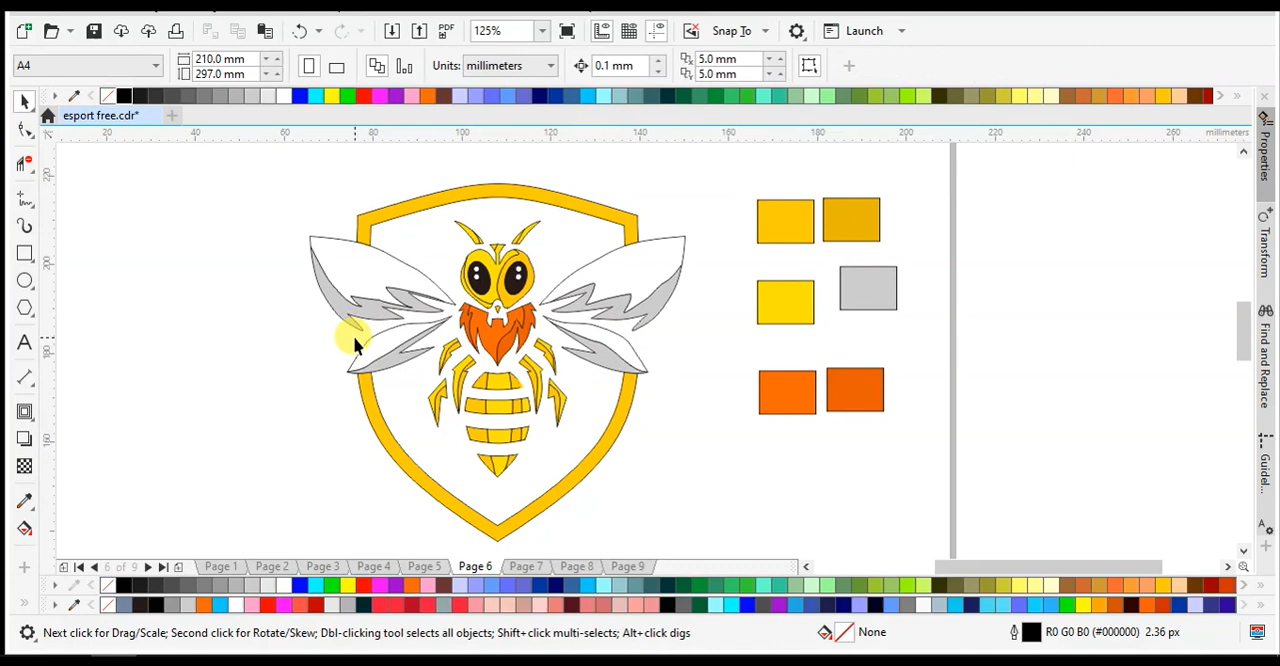 PDF
125%
Snap To
Launch
A4
210.0 mm
297.0 mm
Units: millimeters
0.1 mm
5.0 mm
5.0 mm
esport free.cdr*
20 40 60 80 100 120 140 160 180 200 220 240 260 millimeters
220
200
180
160
Properties
Transform
Find and Replace
Guidel...
6 of 9 Page 1 Page 2 Page 3 Page 4 Page 5 Page 6 Page 7 Page 8 Page 9
Next click for Drag/Scale; Second click for Rotate/Skew; Dbl-clicking tool selects all objects; Shift+click multi-selects; Alt+click digs
None
R0 G0 B0 (#000000) 2.36 px